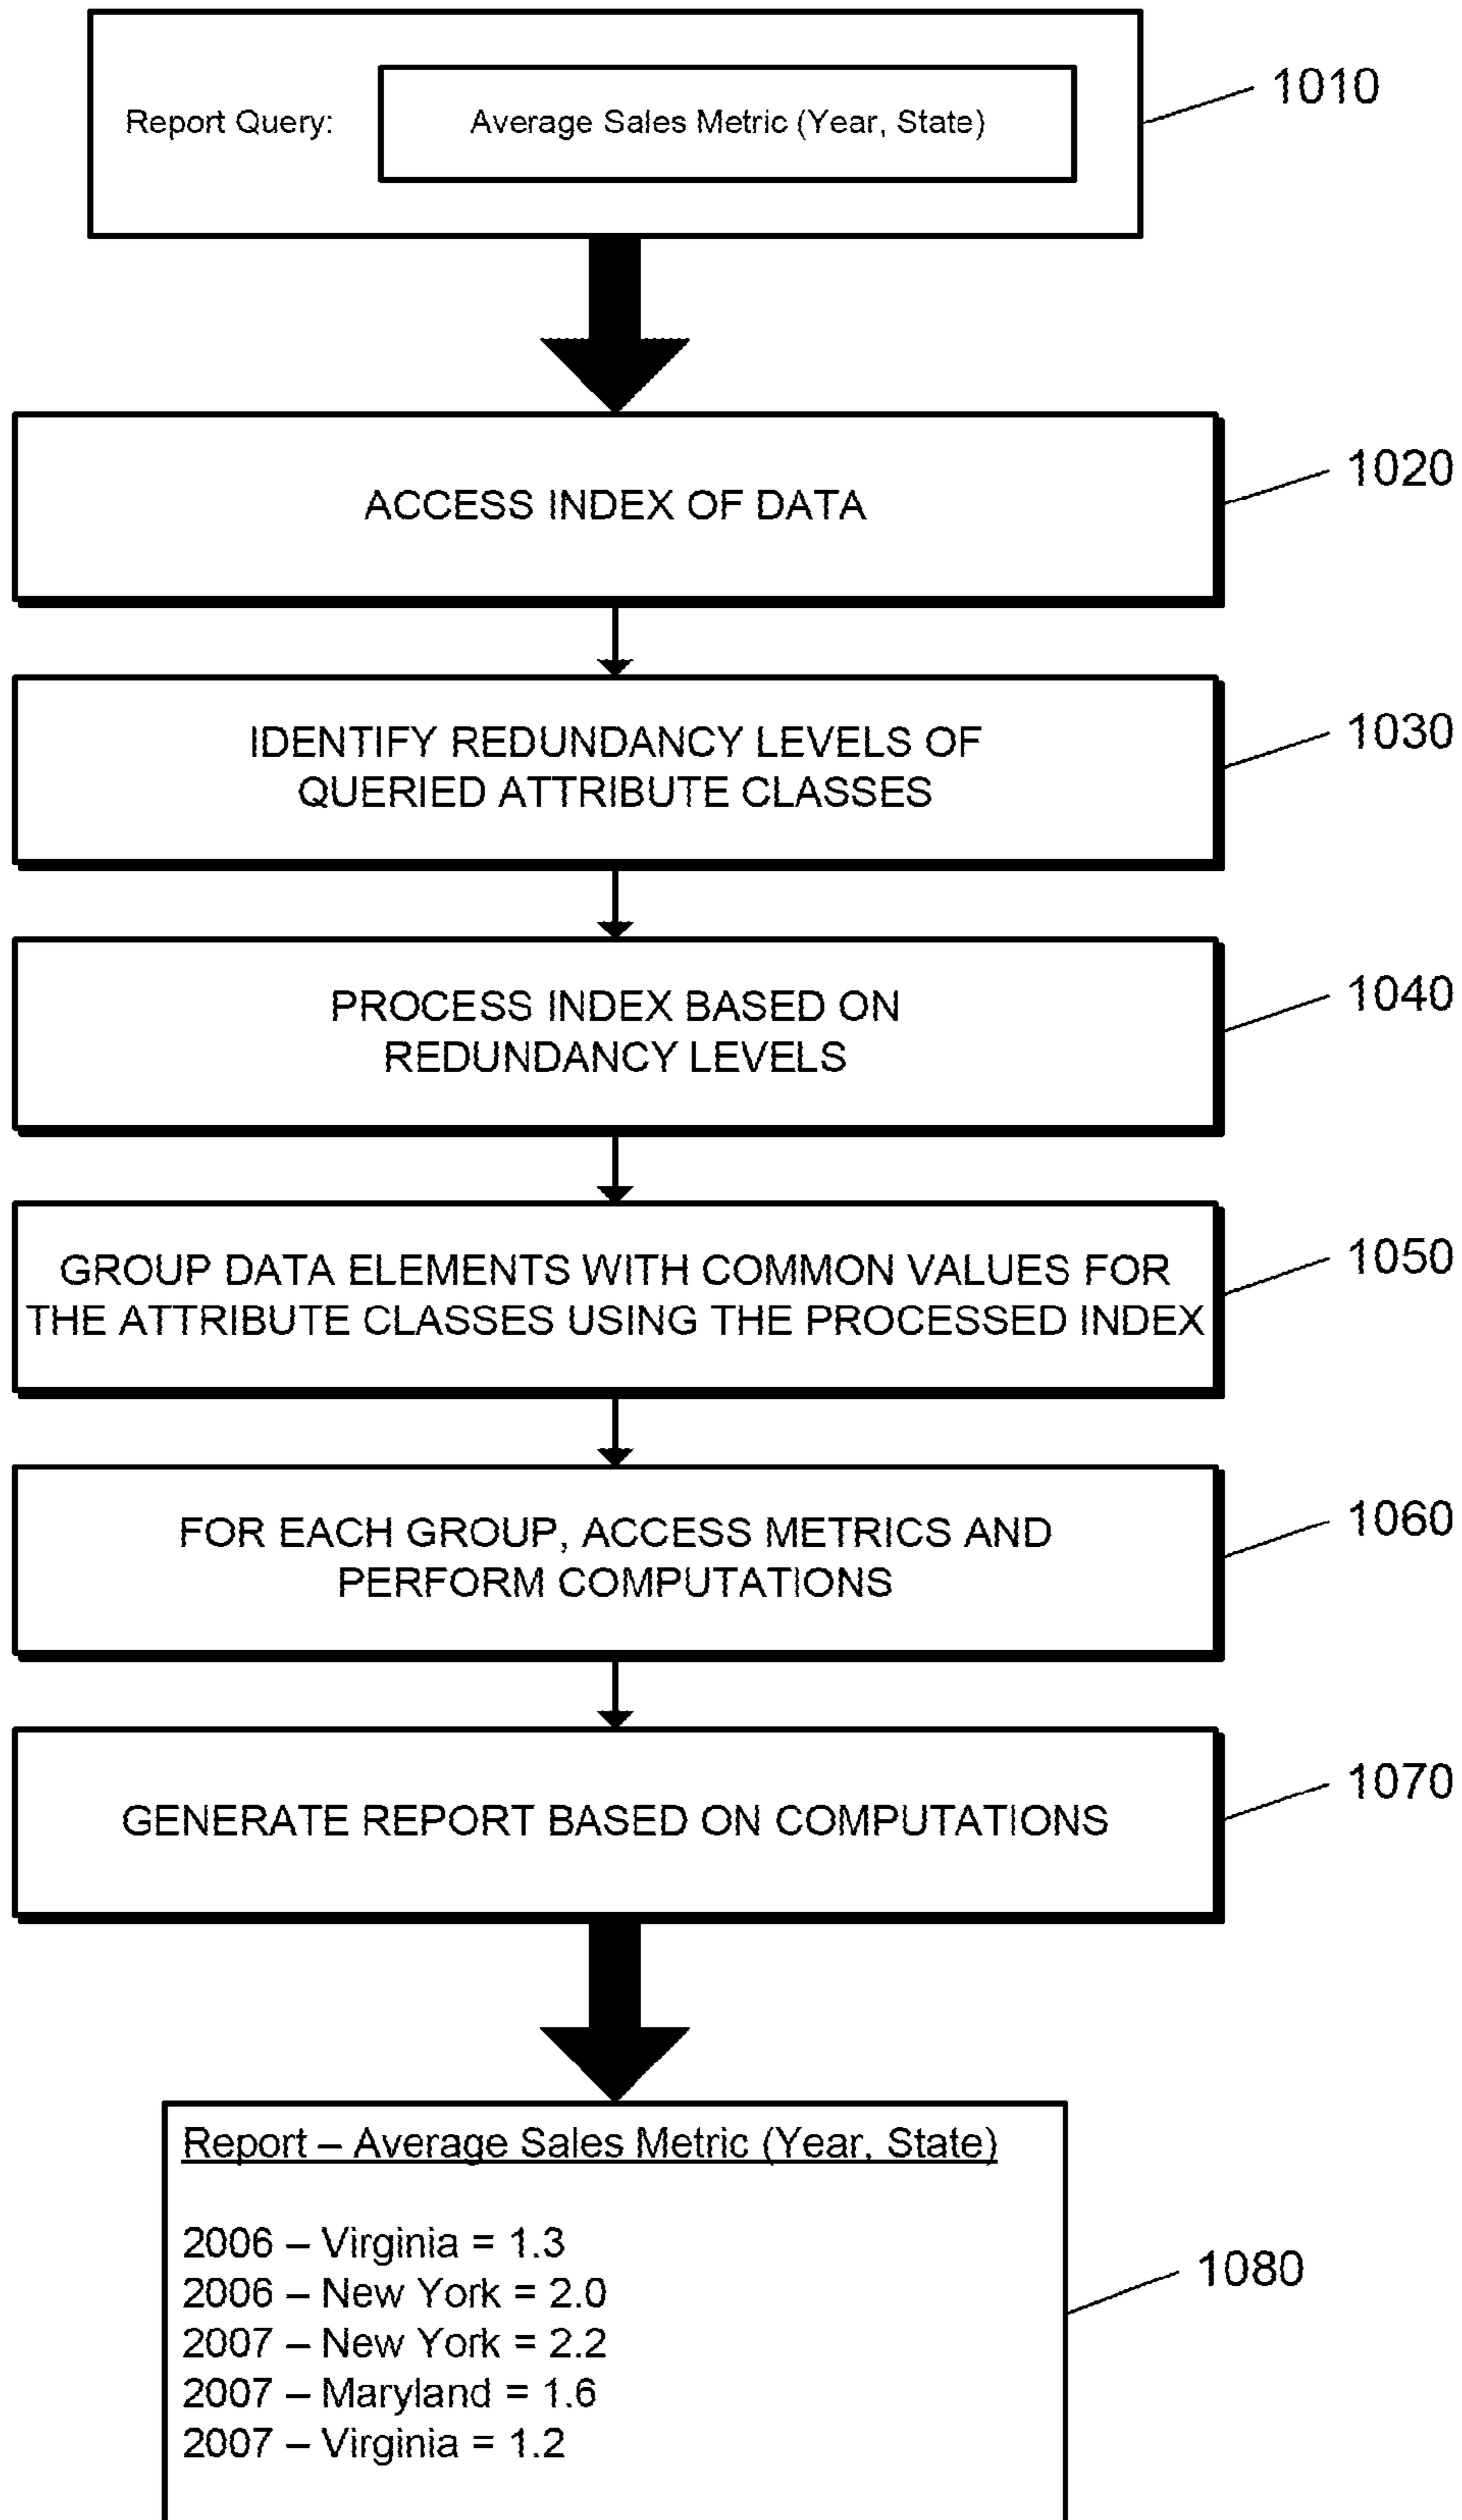 Report Query: Average Sales Metric (Year, State)
1010
ACCESS INDEX OF DATA
1020
IDENTIFY REDUNDANCY LEVELS OF
QUERIED ATTRIBUTE CLASSES
1030
PROCESS INDEX BASED ON
REDUNDANCY LEVELS
1040
GROUP DATA ELEMENTS WITH COMMON VALUES FOR
THE ATTRIBUTE CLASSES USING THE PROCESSED INDEX
1050
FOR EACH GROUP, ACCESS METRICS AND
PERFORM COMPUTATIONS
1060
GENERATE REPORT BASED ON COMPUTATIONS
1070
Report – Average Sales Metric (Year, State)
2006 – Virginia = 1.3
2006 – New York = 2.0
2007 – New York = 2.2
2007 – Maryland = 1.6
2007 – Virginia = 1.2
1080